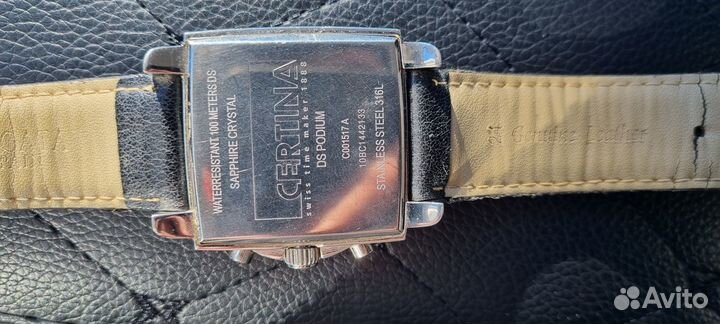 WATERRESISTANT 100 METERS DS
SAPPHIRE CRYSTAL
CERTINA
swiss time maker 1888
DS PODIUM
C001517A
10BC1442133
STAINLESS STEEL 316L
Genuine Leather
Avito